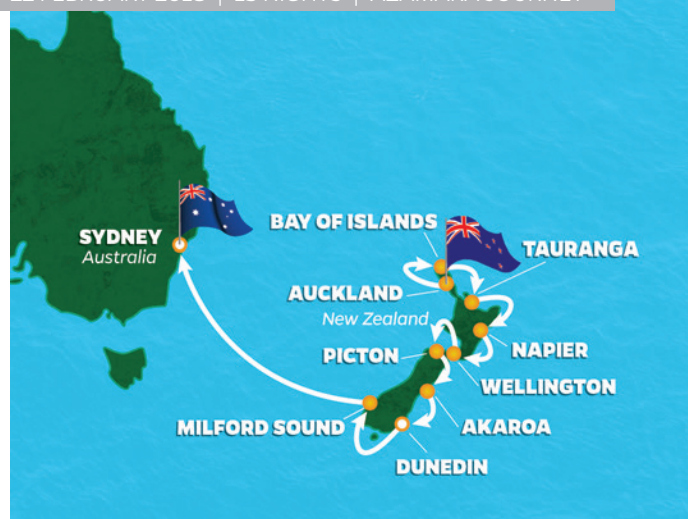 BAY OF ISLANDS
TAURANGA
SYDNEY
Australia
AUCKLAND
New Zealand
NAPIER
PICTON
WELLINGTON
MILFORD SOUND
AKAROA
DUNEDIN